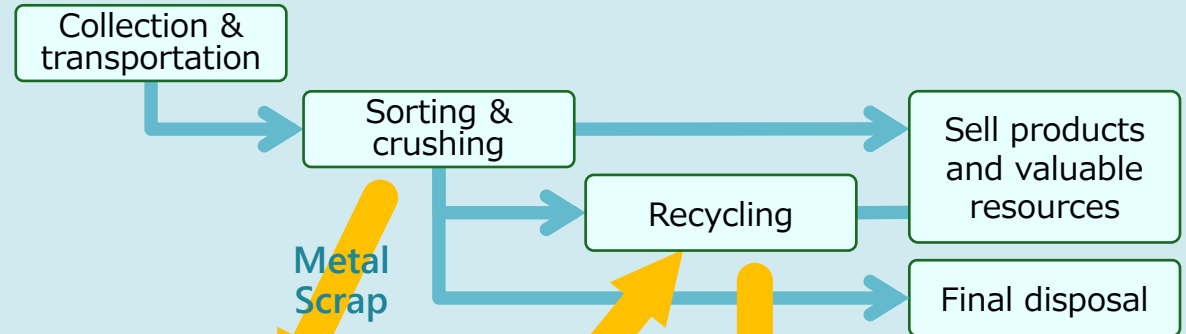 Collection &
transportation
Sorting &
crushing
Sell products
and valuable
resources
Recycling
Metal
Scrap
Final disposal